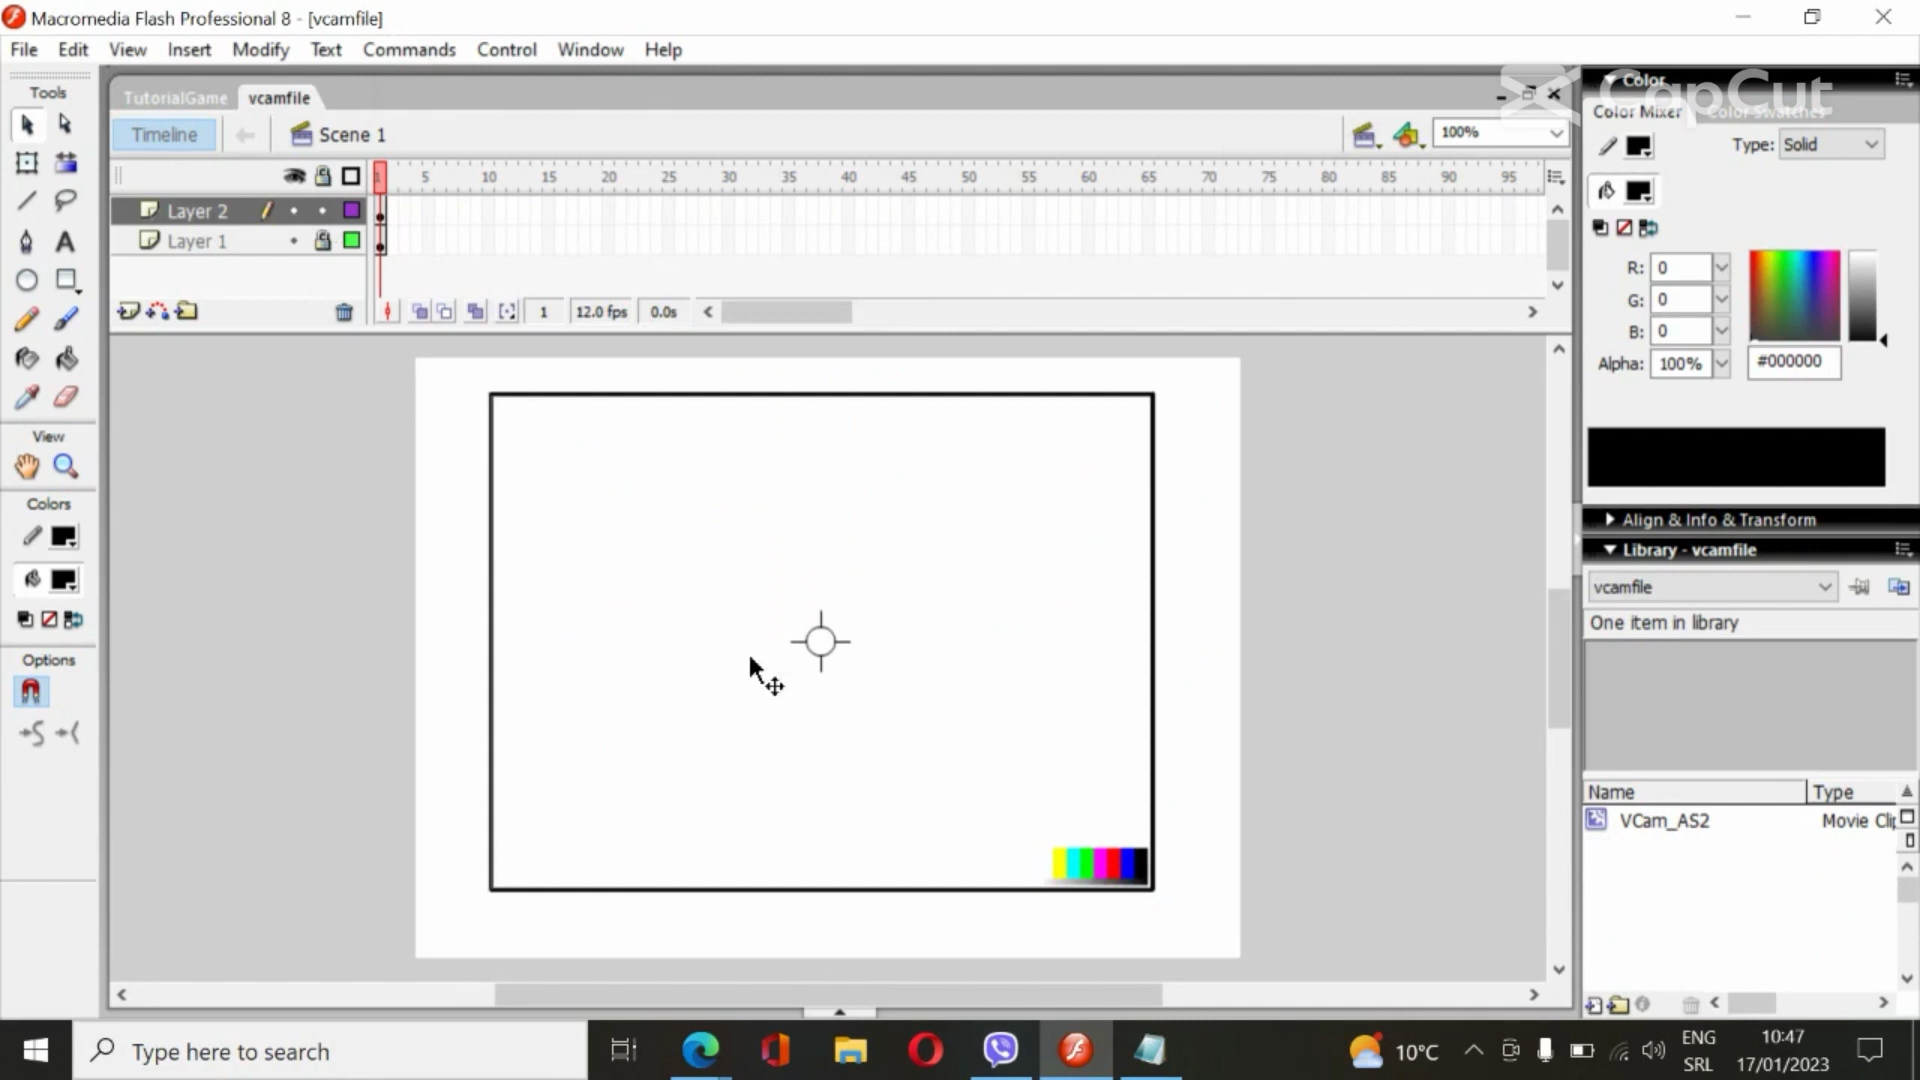 Macromedia Flash Professional 8 - [vcamfile]
File Edit View Insert Modify Text Commands Control Window Help
CapCut
Tools
TutorialGame vcamfile
Timeline Scene 1 100%
1 5 10 15 20 25 30 35 40 45 50 55 60 65 70 75 80 85 90 95
Layer 2
Layer 1
1 12.0 fps 0.0s
View
Colors
Options
Color
Color Mixer Color Swatches
Type: Solid
R: 0
G: 0
B: 0
Alpha: 100% #000000
Align & Info & Transform
Library - vcamfile
vcamfile
One item in library
Name Type
VCam_AS2 Movie Clip
Type here to search
10°C
ENG
SRL
10:47
17/01/2023